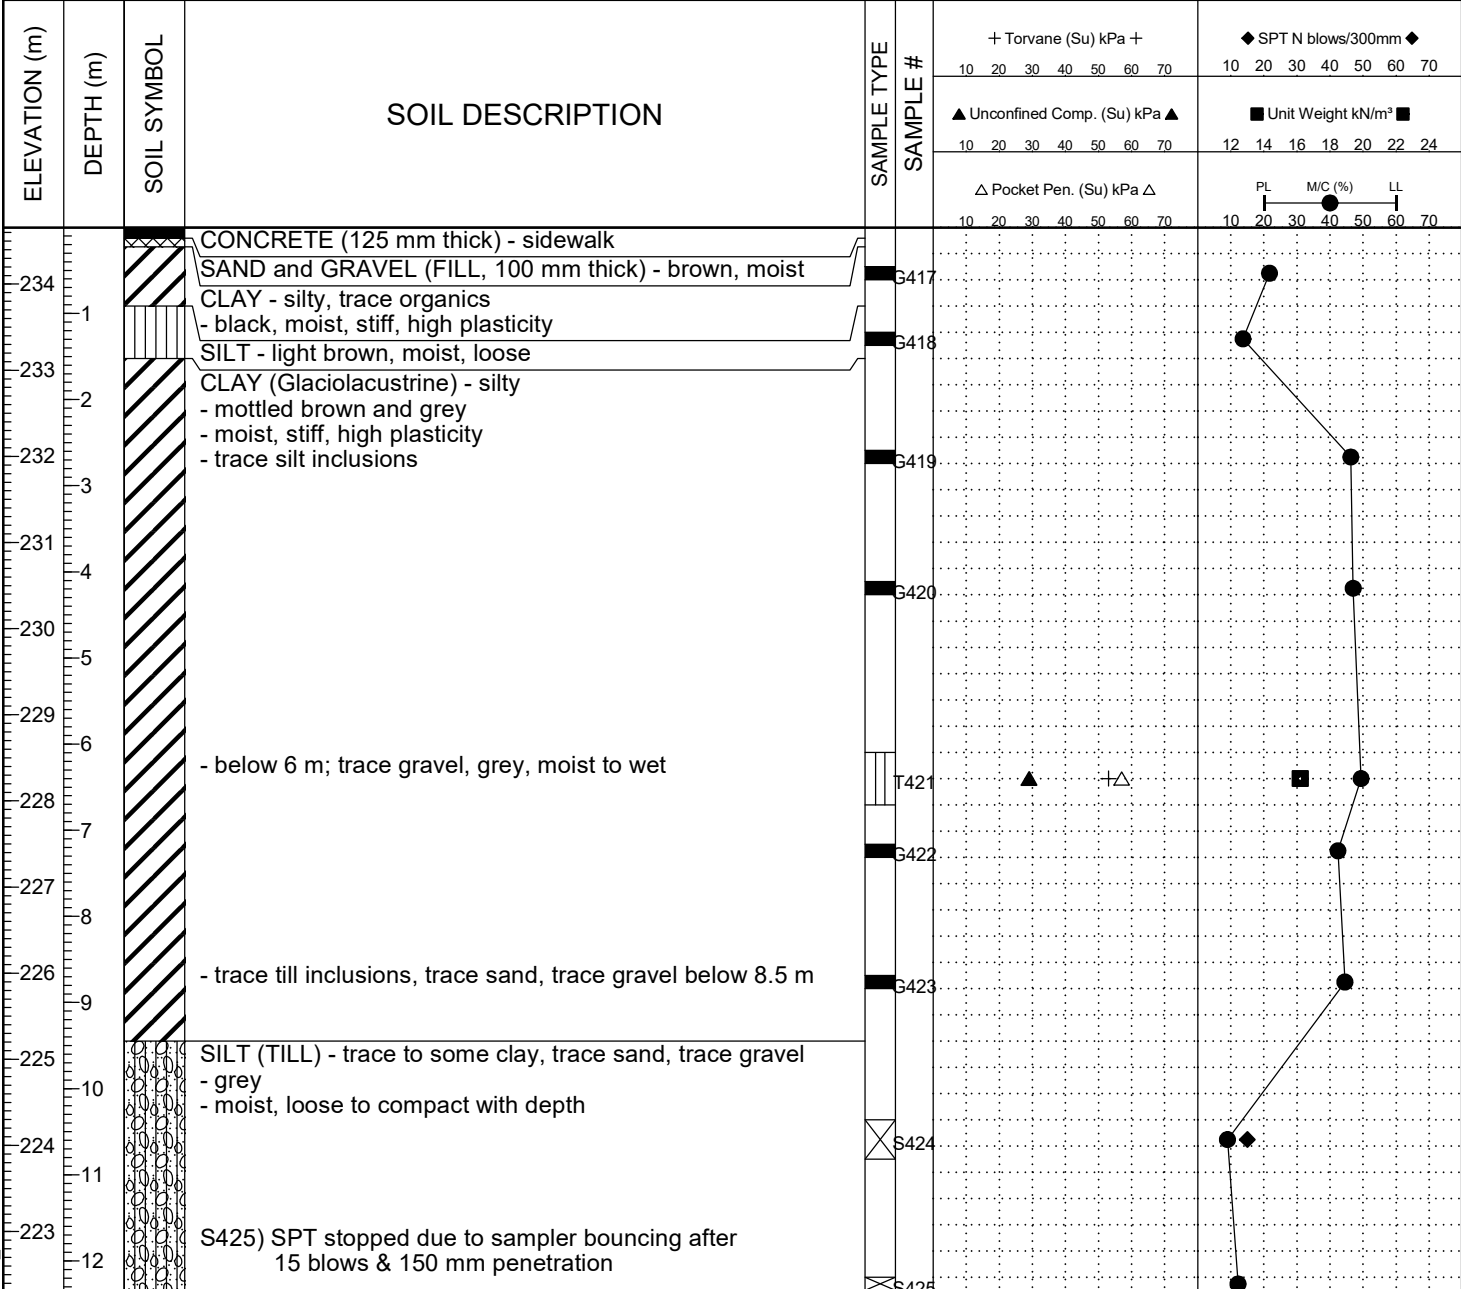 ELEVATION (m)
DEPTH (m)
SOIL SYMBOL
SOIL DESCRIPTION
SAMPLE TYPE
SAMPLE #
+ Torvane (Su) kPa +
10 20 30 40 50 60 70
▲ Unconfined Comp. (Su) kPa ▲
10 20 30 40 50 60 70
△ Pocket Pen. (Su) kPa △
10 20 30 40 50 60 70
◆ SPT N blows/300mm ◆
10 20 30 40 50 60 70
■ Unit Weight kN/m³ ■
12 14 16 18 20 22 24
PL M/C (%) LL
10 20 30 40 50 60 70
CONCRETE (125 mm thick) - sidewalk
SAND and GRAVEL (FILL, 100 mm thick) - brown, moist
234
G417
CLAY - silty, trace organics
1
- black, moist, stiff, high plasticity
G418
SILT - light brown, moist, loose
233
CLAY (Glaciolacustrine) - silty
2
- mottled brown and grey
- moist, stiff, high plasticity
232
- trace silt inclusions
G419
3
231
4
G420
230
5
229
6
- below 6 m; trace gravel, grey, moist to wet
T421
228
7
G422
227
8
226
- trace till inclusions, trace sand, trace gravel below 8.5 m
G423
9
225
SILT (TILL) - trace to some clay, trace sand, trace gravel
- grey
10
- moist, loose to compact with depth
224
S424
11
223
S425) SPT stopped due to sampler bouncing after
15 blows & 150 mm penetration
12
S425